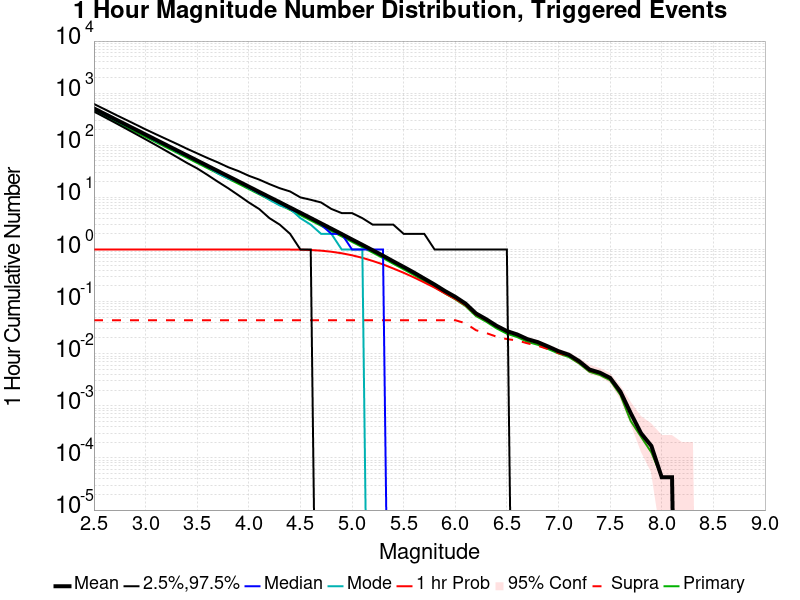 1 Hour Magnitude Number Distribution, Triggered Events
1 Hour Cumulative Number
10^4
10^3
10^2
10^1
10^0
10^-1
10^-2
10^-3
10^-4
10^-5
2.5 3.0 3.5 4.0 4.5 5.0 5.5 6.0 6.5 7.0 7.5 8.0 8.5 9.0
Magnitude
Mean 2.5%,97.5% Median Mode 1 hr Prob 95% Conf Supra Primary